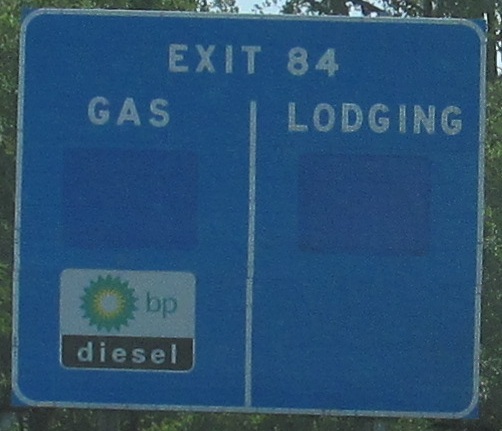 EXIT 84
GAS
LODGING
bp
diesel